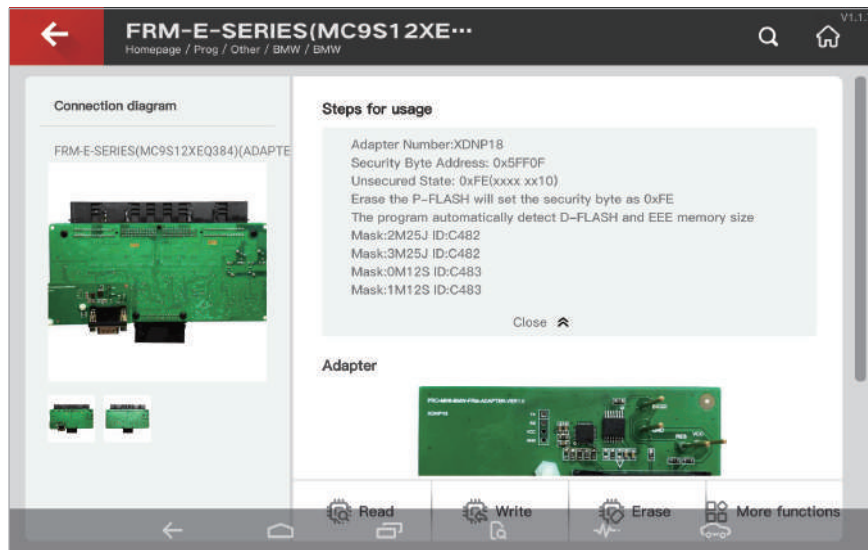 FRM-E-SERIES(MC9S12XE···
V1.1.
Homepage / Prog / Other / BMW / BMW
Connection diagram
FRM-E-SERIES(MC9S12XEQ384)(ADAPTE
Steps for usage
Adapter Number:XDNP18
Security Byte Address: 0x5FF0F
Unsecured State: 0xFE(xxxx xx10)
Erase the P-FLASH will set the security byte as 0xFE
The program automatically detect D-FLASH and EEE memory size
Mask:2M25J ID:C482
Mask:3M25J ID:C482
Mask:0M12S ID:C483
Mask:1M12S ID:C483
Close
Adapter
XDNP18
VCC
Read
Write
Erase
More functions